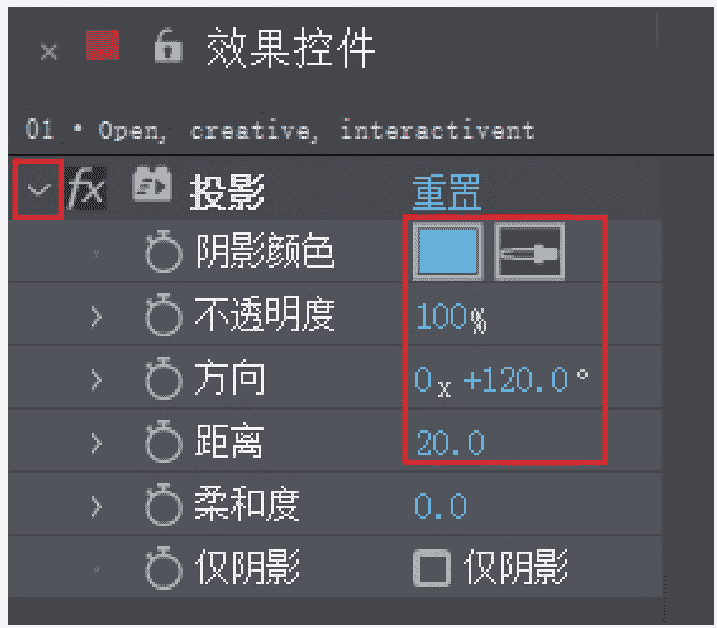 效果控件
01 • Open, creative, interactivent
fx 投影 重置
阴影颜色
不透明度 100%
方向 0x +120.0°
距离 20.0
柔和度 0.0
仅阴影 仅阴影